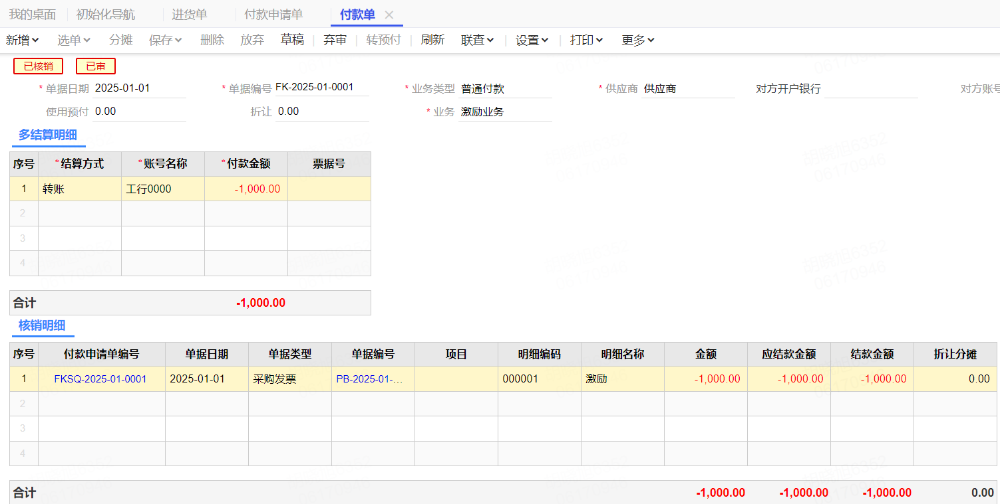 我的桌面 初始化导航 进货单 付款申请单 付款单
新增 选单 分摊 保存 删除 放弃 草稿 弃审 转预付 刷新 联查 设置 打印 更多
已核销 已审
* 单据日期 2025-01-01 * 单据编号 FK-2025-01-0001 * 业务类型 普通付款 * 供应商 供应商 对方开户银行 对方账号
使用预付 0.00 折让 0.00 * 业务 激励业务
多结算明细
序号 *结算方式 *账号名称 *付款金额 票据号
1 转账 工行0000 -1,000.00
2
3
4
合计 -1,000.00
核销明细
序号 付款申请单编号 单据日期 单据类型 单据编号 项目 明细编码 明细名称 金额 应结款金额 结款金额 折让分摊
1 FKSQ-2025-01-0001 2025-01-01 采购发票 PB-2025-01-... 000001 激励 -1,000.00 -1,000.00 -1,000.00 0.00
2
3
4
合计 -1,000.00 -1,000.00 -1,000.00 0.00
胡晓旭6352
06170946